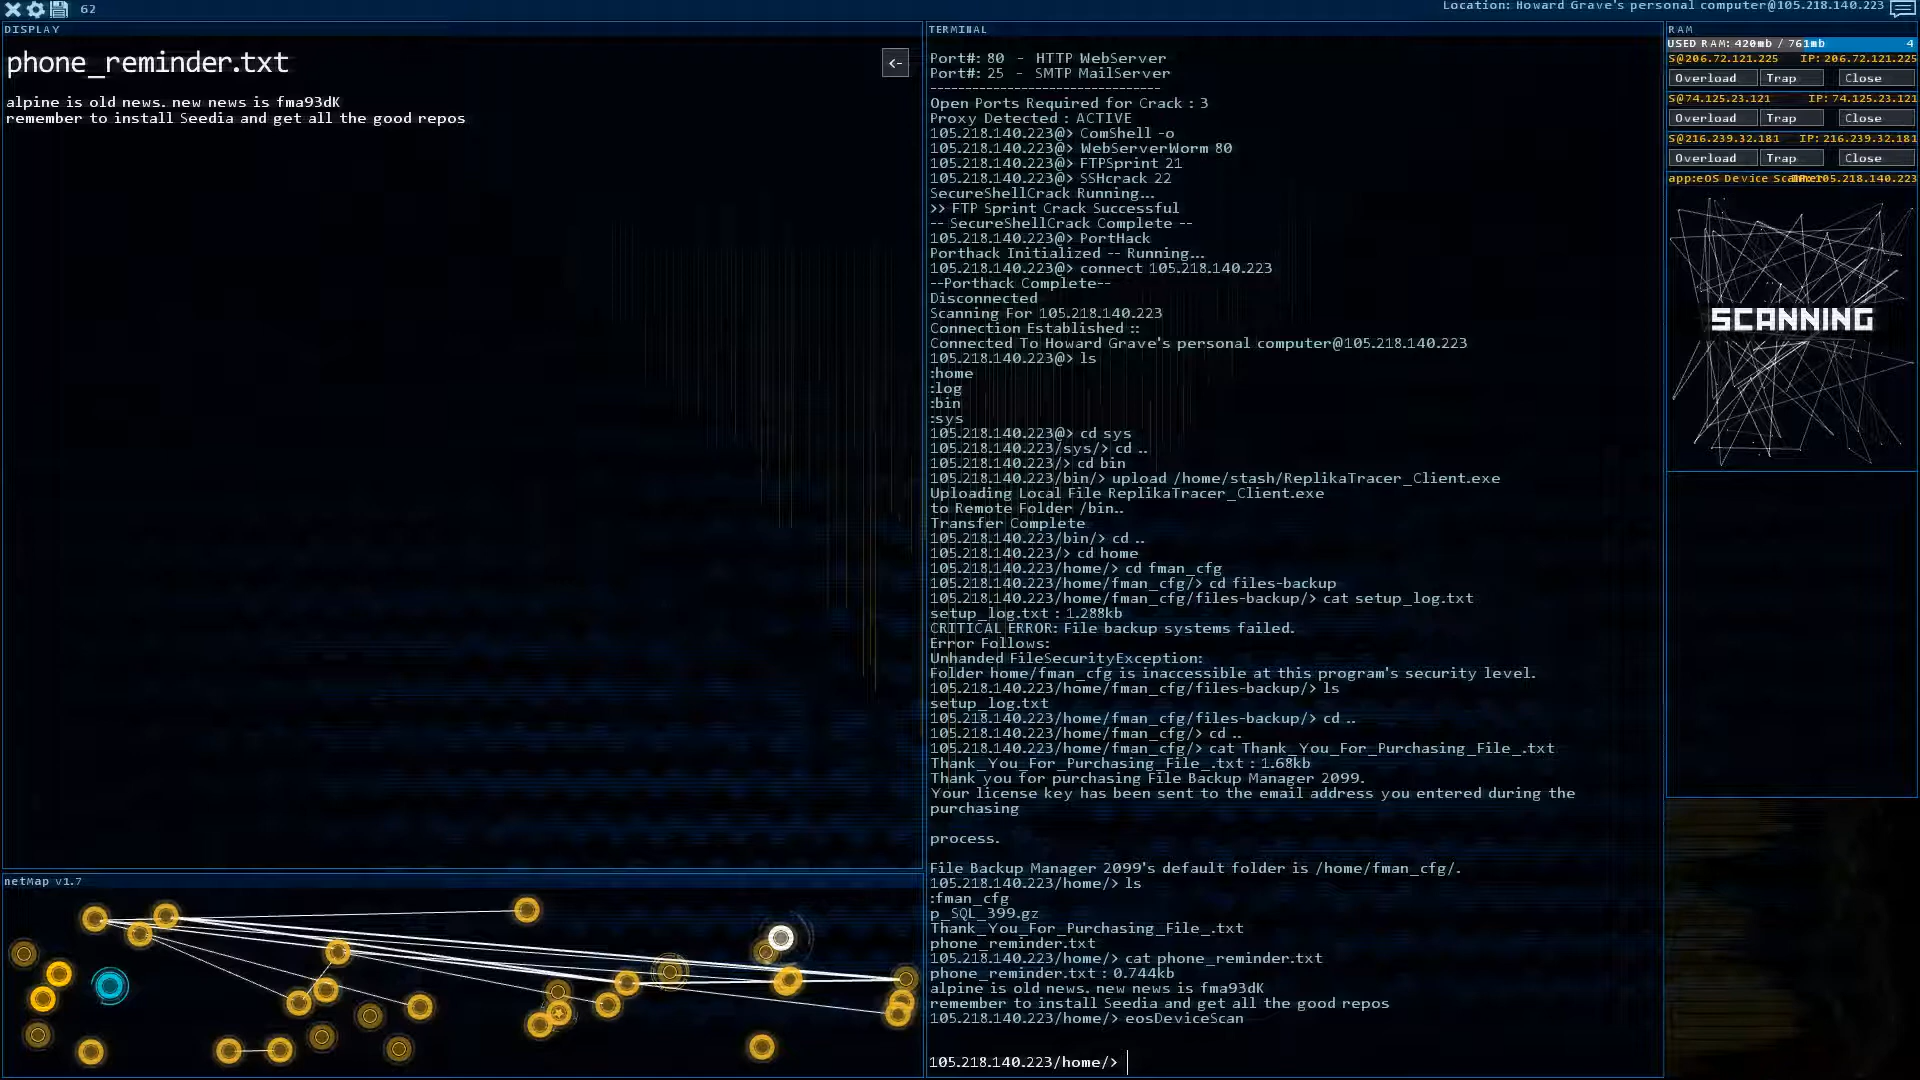 62
Location: Howard Grave's personal computer@105.218.140.223
DISPLAY
phone_reminder.txt
<-
alpine is old news. new news is fma93dK
remember to install Seedia and get all the good repos
netMap v1.7
TERMINAL
Port#: 80 - HTTP WebServer
Port#: 25 - SMTP MailServer
---------------------------------
Open Ports Required for Crack : 3
Proxy Detected : ACTIVE
105.218.140.223@> ComShell -o
105.218.140.223@> WebServerWorm 80
105.218.140.223@> FTPSprint 21
105.218.140.223@> SSHcrack 22
SecureShellCrack Running...
>> FTP Sprint Crack Successful
-- SecureShellCrack Complete --
105.218.140.223@> PortHack
Porthack Initialized -- Running...
105.218.140.223@> connect 105.218.140.223
--Porthack Complete--
Disconnected
Scanning For 105.218.140.223
Connection Established ::
Connected To Howard Grave's personal computer@105.218.140.223
105.218.140.223@> ls
:home
:log
:bin
:sys
105.218.140.223@> cd sys
105.218.140.223/sys/> cd ..
105.218.140.223/> cd bin
105.218.140.223/bin/> upload /home/stash/ReplikaTracer_Client.exe
Uploading Local File ReplikaTracer_Client.exe
to Remote Folder /bin..
Transfer Complete
105.218.140.223/bin/> cd ..
105.218.140.223/> cd home
105.218.140.223/home/> cd fman_cfg
105.218.140.223/home/fman_cfg/> cd files-backup
105.218.140.223/home/fman_cfg/files-backup/> cat setup_log.txt
setup_log.txt : 1.288kb
CRITICAL ERROR: File backup systems failed.
Error Follows:
Unhanded FileSecurityException:
Folder home/fman_cfg is inaccessible at this program's security level.
105.218.140.223/home/fman_cfg/files-backup/> ls
setup_log.txt
105.218.140.223/home/fman_cfg/files-backup/> cd ..
105.218.140.223/home/fman_cfg/> cd ..
105.218.140.223/home/fman_cfg/> cat Thank_You_For_Purchasing_File_.txt
Thank_You_For_Purchasing_File_.txt : 1.68kb
Thank you for purchasing File Backup Manager 2099.
Your license key has been sent to the email address you entered during the
purchasing
process.
File Backup Manager 2099's default folder is /home/fman_cfg/.
105.218.140.223/home/> ls
:fman_cfg
p_SQL_399.gz
Thank_You_For_Purchasing_File_.txt
phone_reminder.txt
105.218.140.223/home/> cat phone_reminder.txt
phone_reminder.txt : 0.744kb
alpine is old news. new news is fma93dK
remember to install Seedia and get all the good repos
105.218.140.223/home/> eosDeviceScan
105.218.140.223/home/>
RAM
USED RAM: 420mb / 761mb 4
S@206.72.121.225 IP: 206.72.121.225
Overload Trap Close
S@74.125.23.121 IP: 74.125.23.121
Overload Trap Close
S@216.239.32.181 IP: 216.239.32.181
Overload Trap Close
app:eOS Device 105.218.140.223
SCANNING